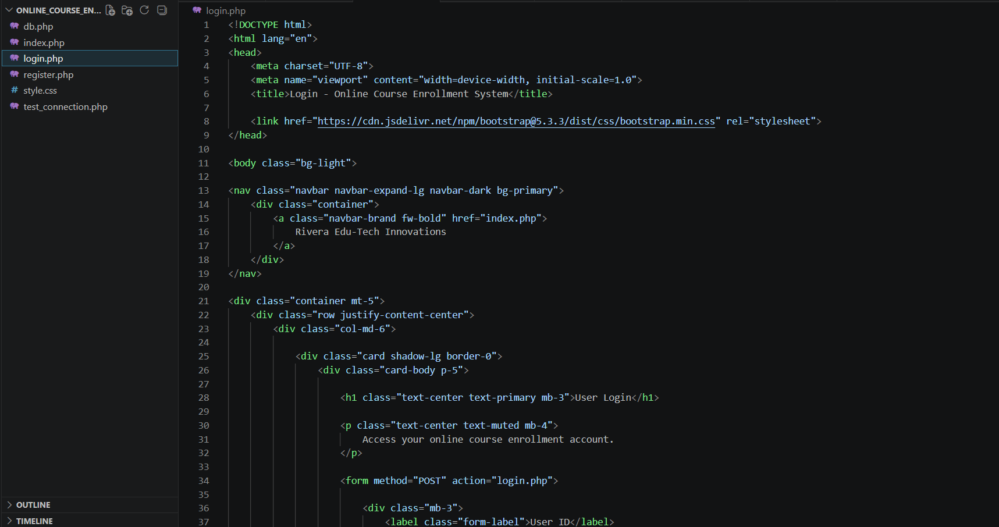 ONLINE_COURSE_EN...
db.php
index.php
login.php
register.php
# style.css
test_connection.php
OUTLINE
TIMELINE
login.php
1 <!DOCTYPE html>
2 <html lang="en">
3 <head>
4     <meta charset="UTF-8">
5     <meta name="viewport" content="width=device-width, initial-scale=1.0">
6     <title>Login - Online Course Enrollment System</title>
7
8     <link href="https://cdn.jsdelivr.net/npm/bootstrap@5.3.3/dist/css/bootstrap.min.css" rel="stylesheet">
9 </head>
10
11 <body class="bg-light">
12
13 <nav class="navbar navbar-expand-lg navbar-dark bg-primary">
14     <div class="container">
15         <a class="navbar-brand fw-bold" href="index.php">
16             Rivera Edu-Tech Innovations
17         </a>
18     </div>
19 </nav>
20
21 <div class="container mt-5">
22     <div class="row justify-content-center">
23         <div class="col-md-6">
24
25             <div class="card shadow-lg border-0">
26                 <div class="card-body p-5">
27
28                     <h1 class="text-center text-primary mb-3">User Login</h1>
29
30                     <p class="text-center text-muted mb-4">
31                         Access your online course enrollment account.
32                     </p>
33
34                     <form method="POST" action="login.php">
35
36                         <div class="mb-3">
37                             <label class="form-label">User ID</label>